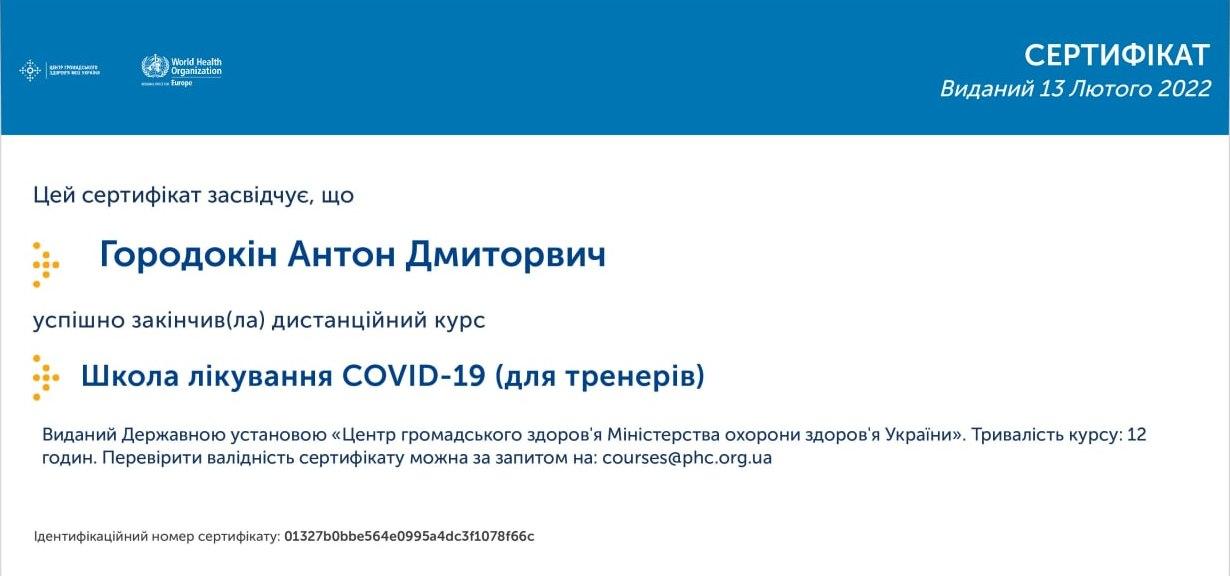 ЦЕНТР ГРОМАДСЬКОГО
ЗДОРОВ'Я МОЗ УКРАЇНИ
World Health
Organization
REGIONAL OFFICE FOR Europe
СЕРТИФІКАТ
Виданий 13 Лютого 2022
Цей сертифікат засвідчує, що
Городокін Антон Дмиторвич
успішно закінчив(ла) дистанційний курс
Школа лікування COVID-19 (для тренерів)
Виданий Державною установою «Центр громадського здоров'я Міністерства охорони здоров'я України». Тривалість курсу: 12
годин. Перевірити валідність сертифікату можна за запитом на: courses@phc.org.ua
Ідентифікаційний номер сертифікату: 01327b0bbe564e0995a4dc3f1078f66c